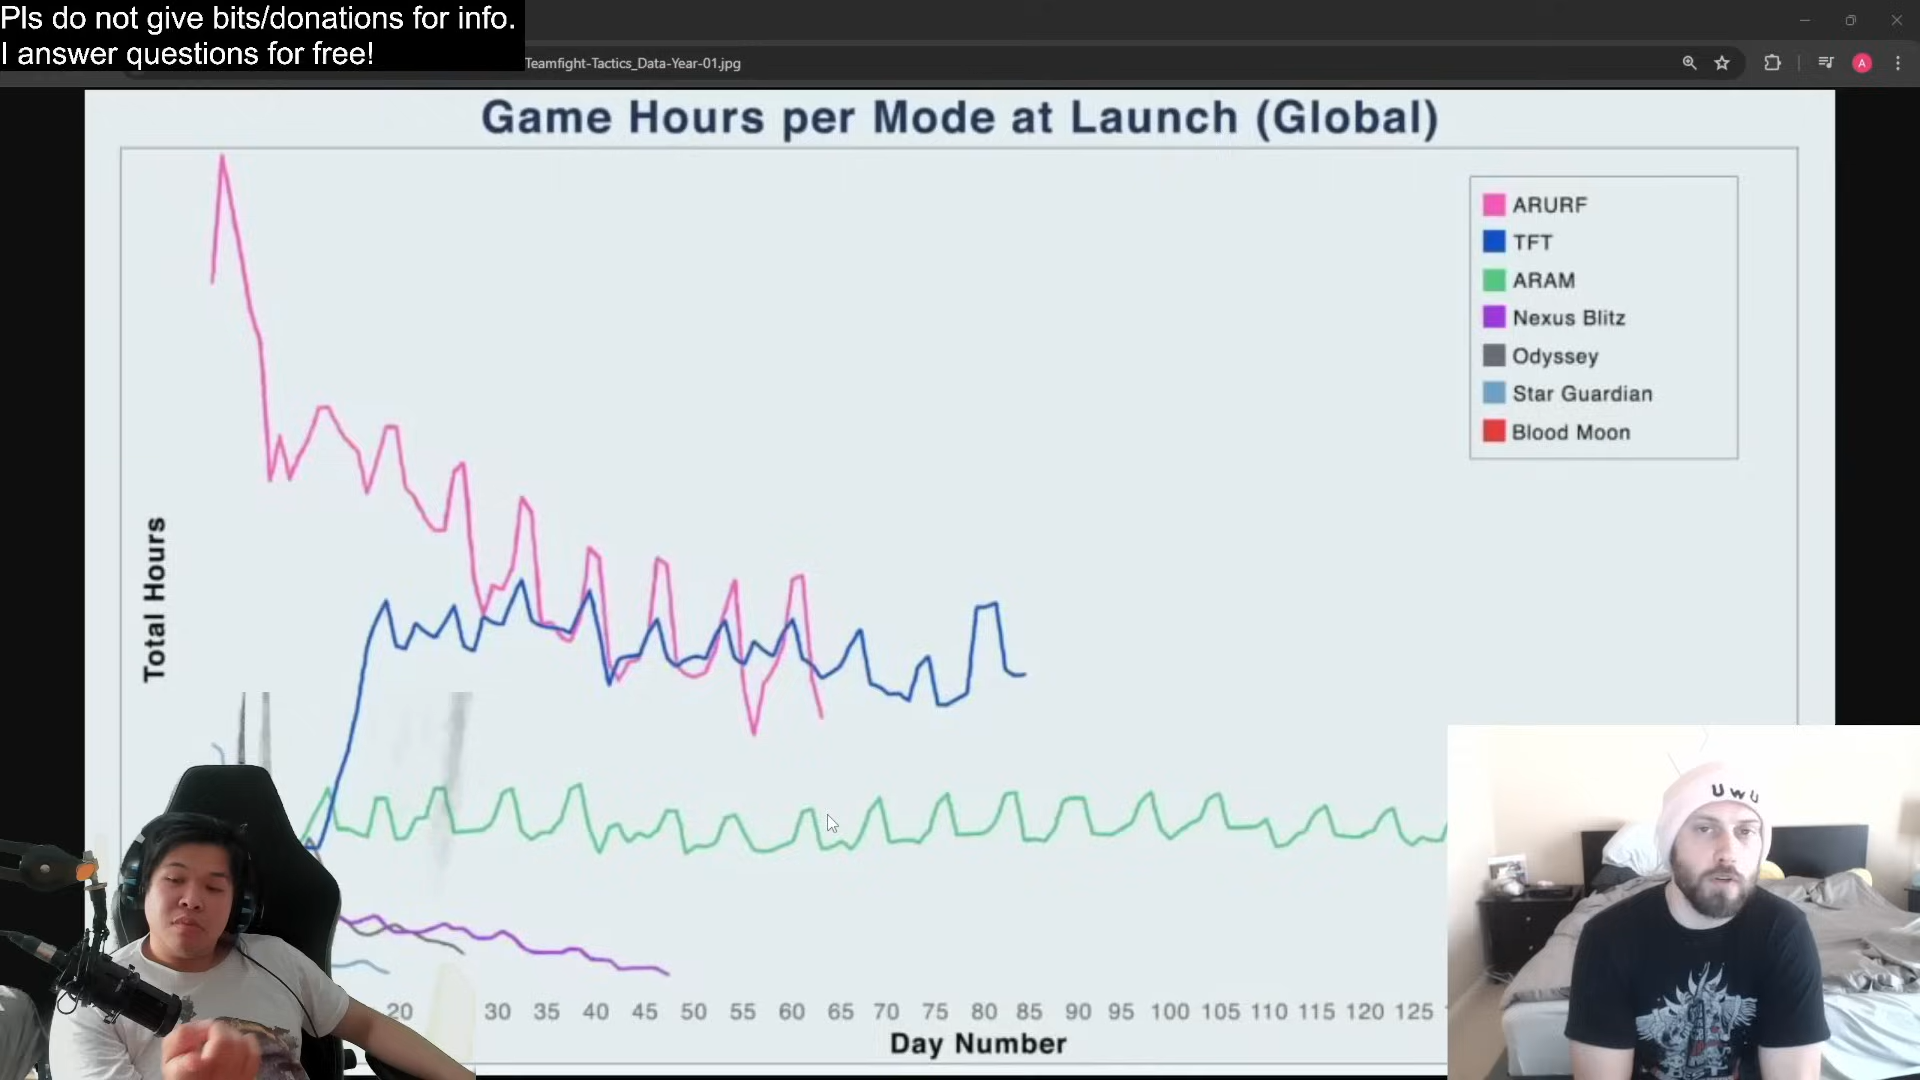 Pls do not give bits/donations for info.
I answer questions for free!
Teamfight-Tactics_Data-Year-01.jpg
A
Game Hours per Mode at Launch (Global)
ARURF
TFT
ARAM
Nexus Blitz
Odyssey
Star Guardian
Blood Moon
Total Hours
UwU
20 30 35 40 45 50 55 60 65 70 75 80 85 90 95 100 105 110 115 120 125
Day Number